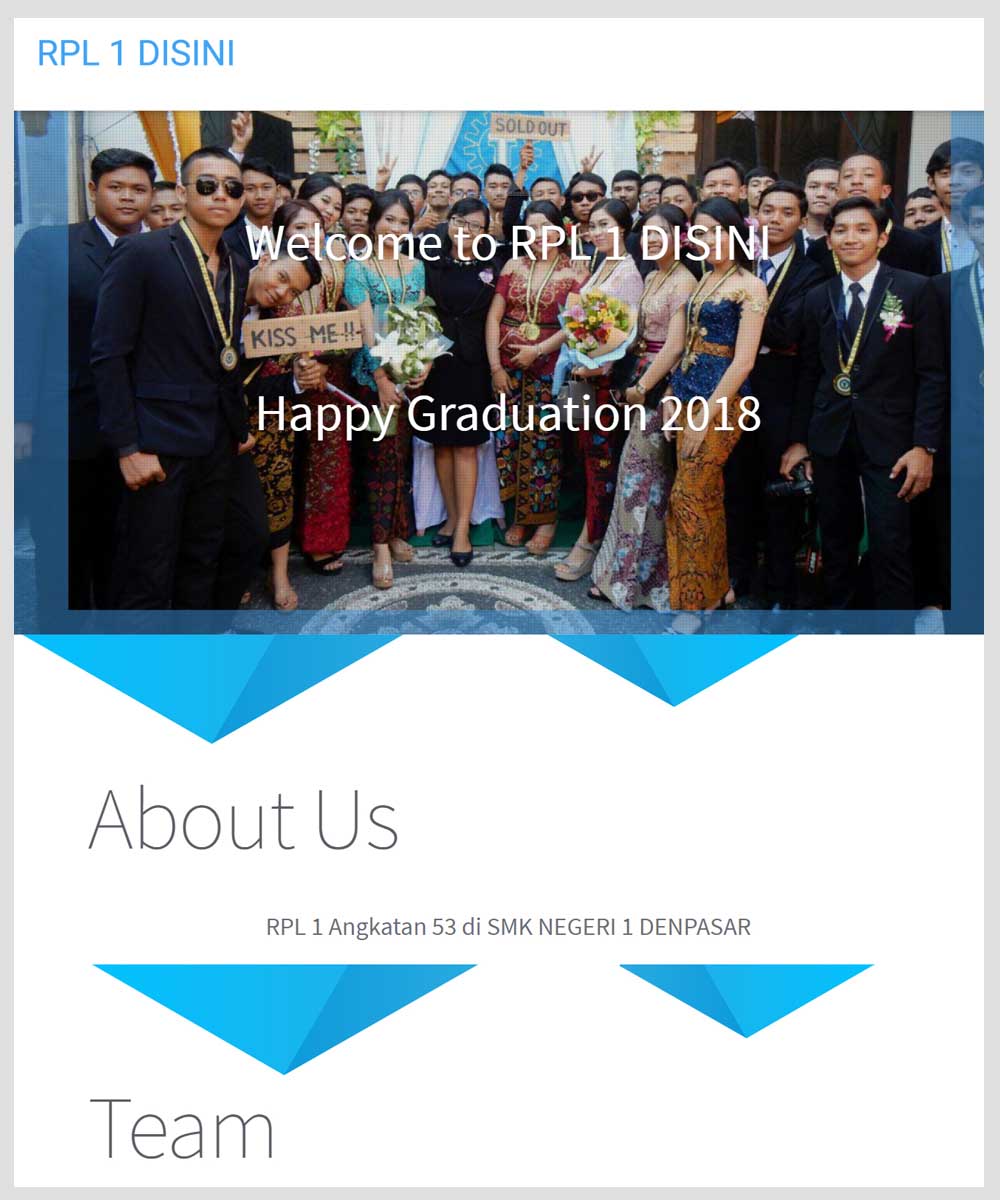 RPL 1 DISINI
SOLD OUT
Welcome to RPL 1 DISINI
KISS ME!!
Happy Graduation 2018
About Us
RPL 1 Angkatan 53 di SMK NEGERI 1 DENPASAR
Team